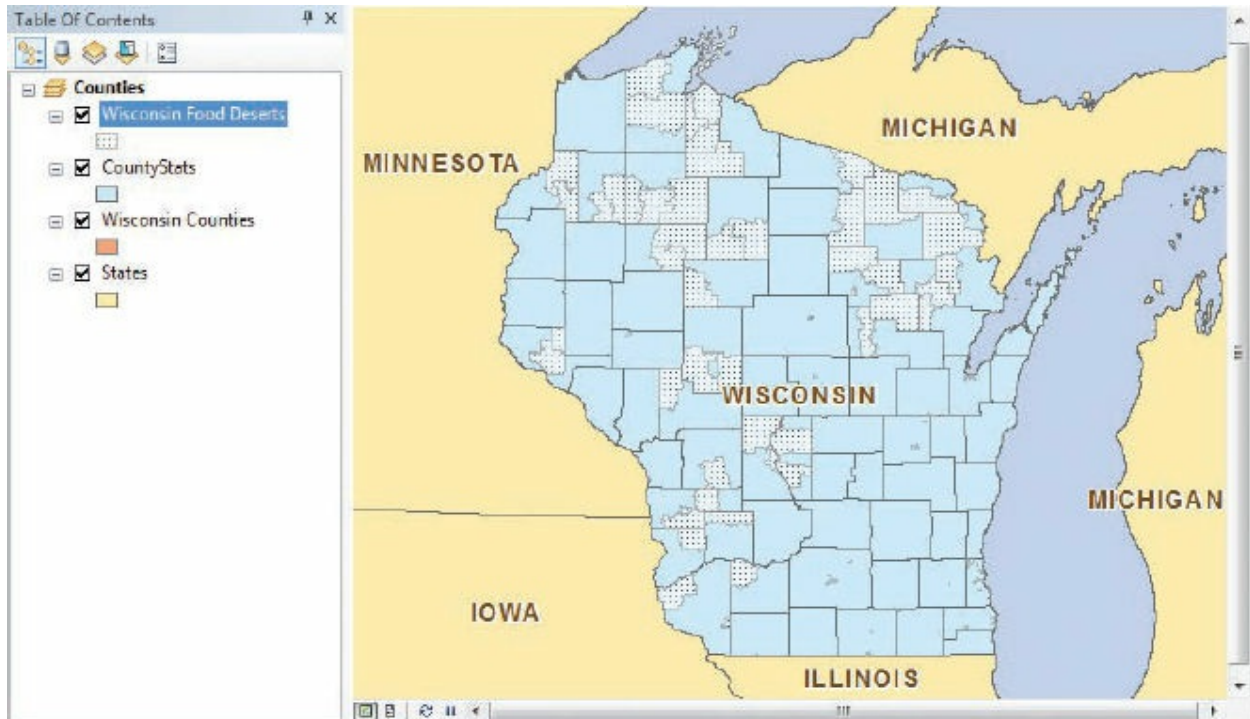 Table Of Contents
Counties
Wisconsin Food Deserts
CountyStats
Wisconsin Counties
States
MICHIGAN
MINNESOTA
WISCONSIN
MICHIGAN
IOWA
ILLINOIS